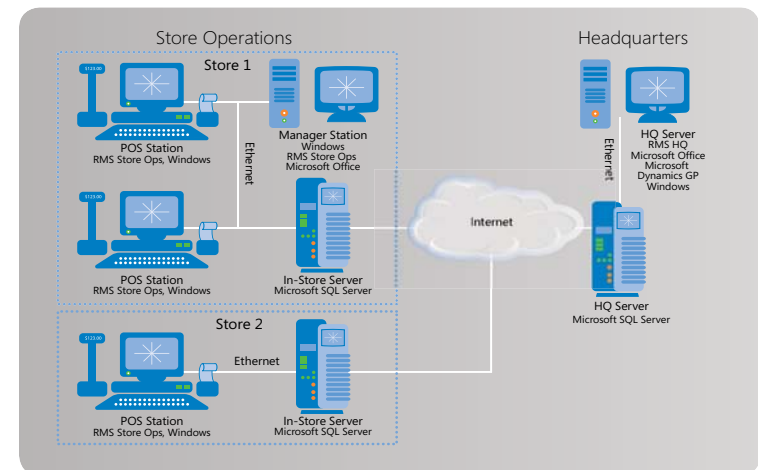 Store Operations
Headquarters
Store 1
$123.00
POS Station
RMS Store Ops, Windows
Manager Station
Windows
RMS Store Ops
Microsoft Office
Ethernet
$123.00
POS Station
RMS Store Ops, Windows
In-Store Server
Microsoft SQL Server
Internet
Ethernet
HQ Server
RMS HQ
Microsoft Office
Microsoft
Dynamics GP
Windows
HQ Server
Microsoft SQL Server
Store 2
$123.00
Ethernet
POS Station
RMS Store Ops, Windows
In-Store Server
Microsoft SQL Server